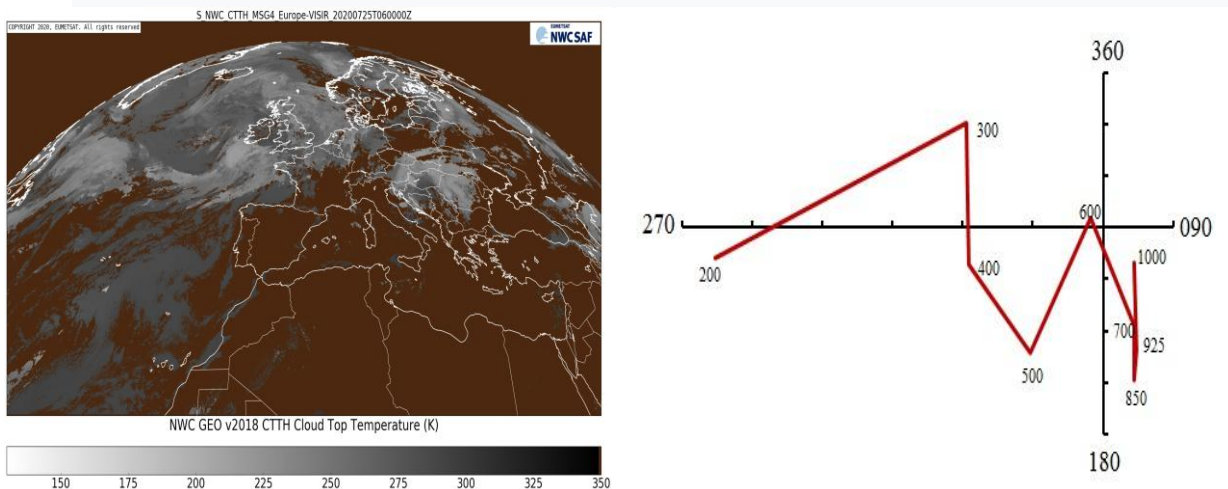 S_NWC_CTTH_MSG4_Europe-VISIR_20200725T060000Z
COPYRIGHT 2020, EUMETSAT. All rights reserved
EUMETSAT
NWC SAF
NWC GEO v2018 CTTH Cloud Top Temperature (K)
150 175 200 225 250 275 300 325 350
360
300
600
270
090
200
400
1000
700
925
500
850
180